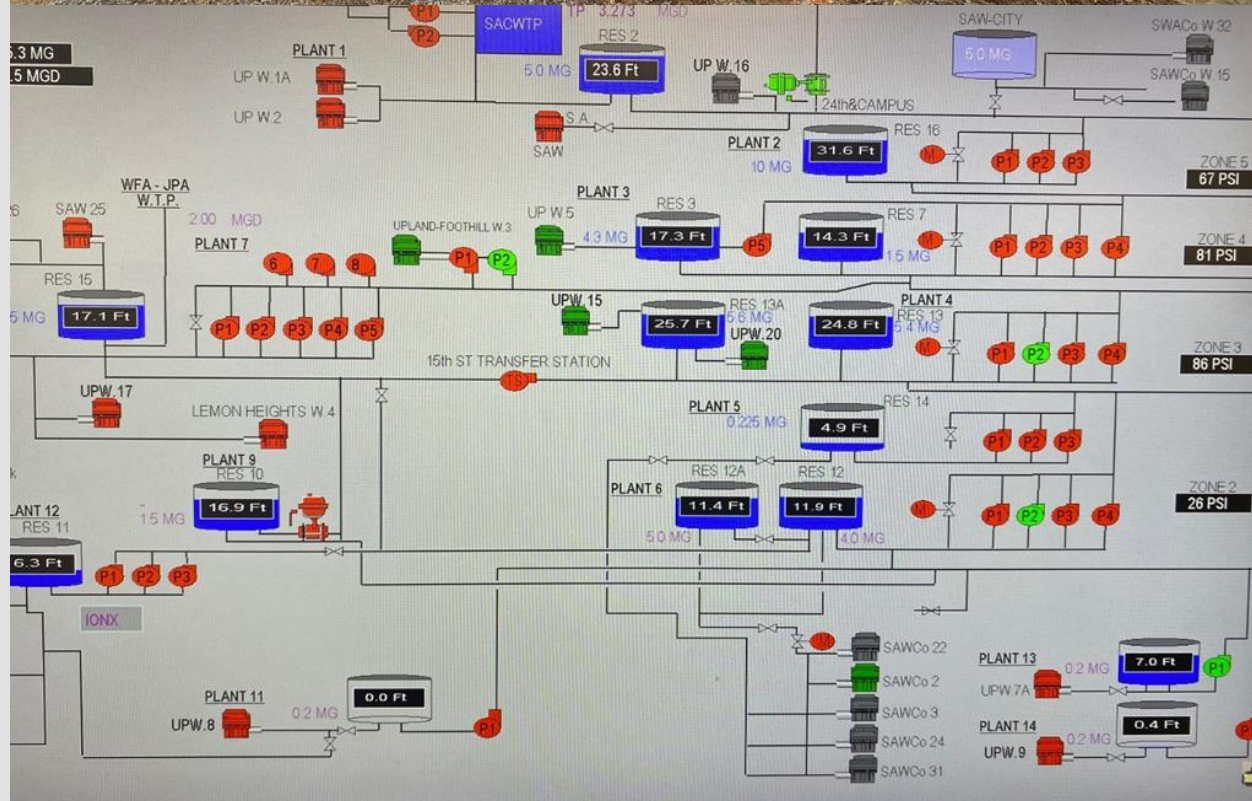 P1
P2
SACWTP
TP 3.273 MGD
RES 2
23.6 Ft
5.0 MG
SAW-CITY
5.0 MG
SWACo W.32
SAWCo W.15
5.3 MG
.5 MGD
PLANT 1
UP W.1A
UP W.2
UP W.16
24th&CAMPUS
S.A.
SAW
PLANT 2
RES 16
31.6 Ft
10 MG
M
P1
P2
P3
ZONE 5
67 PSI
WFA - JPA
W.T.P.
SAW 25
2.00 MGD
PLANT 7
6
7
8
PLANT 3
UP W.5
RES 3
17.3 Ft
4.3 MG
P5
RES 7
14.3 Ft
1.5 MG
M
P1
P2
P3
P4
ZONE 4
81 PSI
UPLAND-FOOTHILL W.3
P1
P2
RES 15
17.1 Ft
5 MG
P1
P2
P3
P4
P5
UPW.15
RES 13A
25.7 Ft
5.6 MG
UPW.20
PLANT 4
RES 13
24.8 Ft
5.4 MG
M
P1
P2
P3
P4
ZONE 3
86 PSI
15th ST TRANSFER STATION
TS
UPW.17
LEMON HEIGHTS W.4
PLANT 5
RES 14
0.225 MG
4.9 Ft
P1
P2
P3
PLANT 9
RES 10
16.9 Ft
1.5 MG
PLANT 6
RES 12A
11.4 Ft
5.0 MG
RES 12
11.9 Ft
4.0 MG
M
P1
P2
P3
P4
ZONE 2
26 PSI
LANT 12
RES 11
6.3 Ft
P1
P2
P3
IONX
PLANT 11
UPW.8
0.2 MG
0.0 Ft
P1
M
SAWCo 22
SAWCo 2
SAWCo 3
SAWCo 24
SAWCo 31
PLANT 13
0.2 MG
7.0 Ft
P1
UPW 7A
PLANT 14
0.2 MG
0.4 Ft
UPW.9